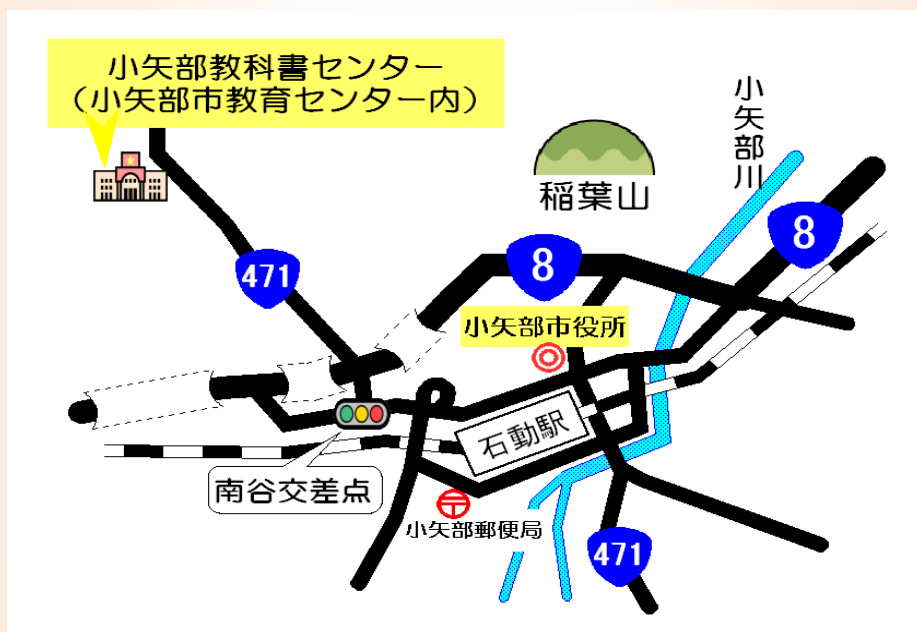 小矢部教科書センター
（小矢部市教育センター内）
小矢部川
稲葉山
8
8
471
小矢部市役所
石動駅
南谷交差点
小矢部郵便局
471